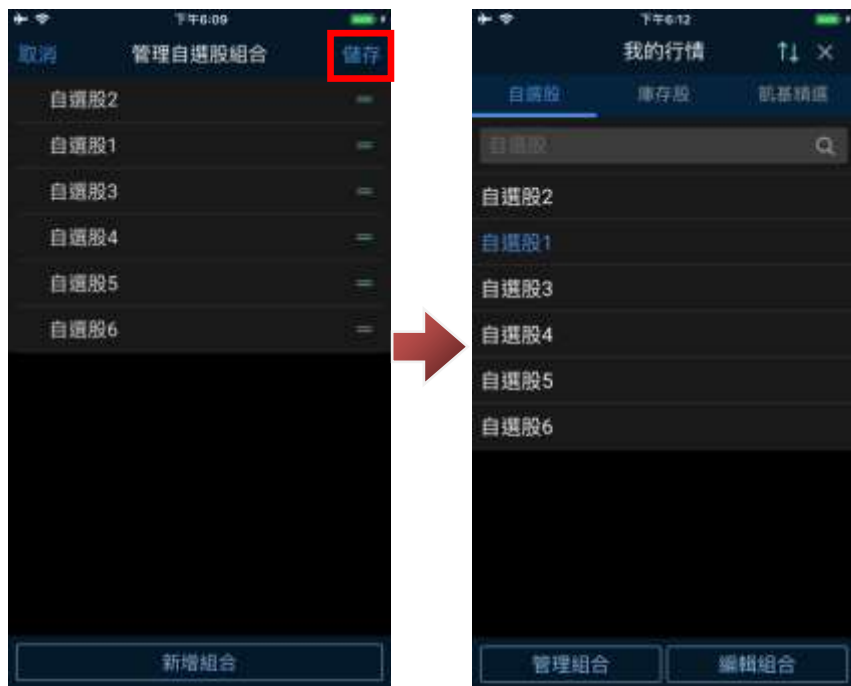 下午6:09
取消 管理自選股組合 儲存
自選股2
自選股1
自選股3
自選股4
自選股5
自選股6
新增組合
下午6:12
我的行情
自選股 庫存股 凱基精選
自選股
自選股2
自選股1
自選股3
自選股4
自選股5
自選股6
管理組合 編輯組合